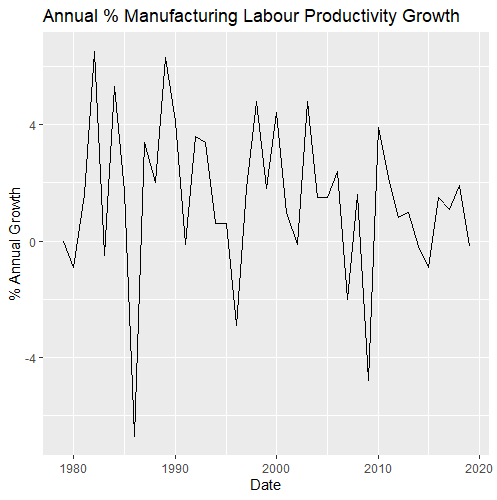 Annual % Manufacturing Labour Productivity Growth
% Annual Growth
4
0
-4
1980 1990 2000 2010 2020
Date